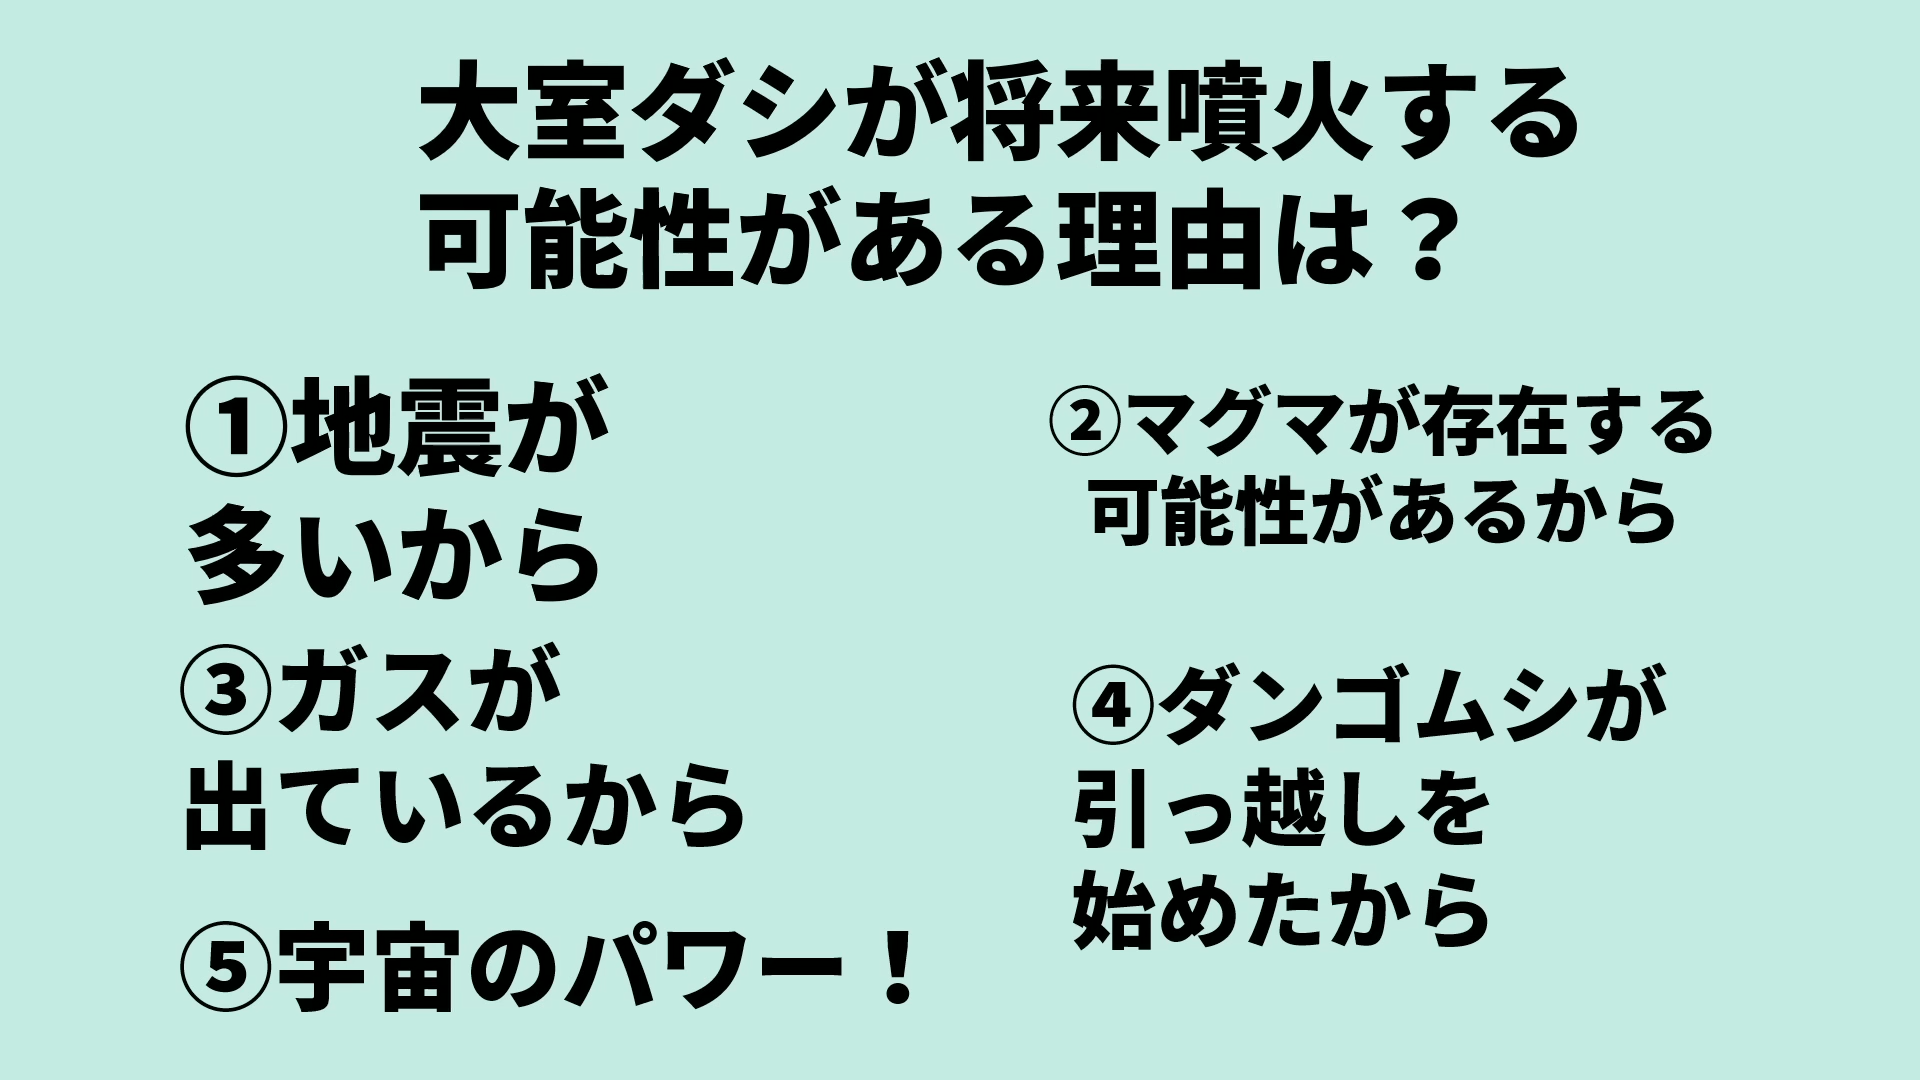 大室ダシが将来噴火する
可能性がある理由は？
①地震が
多いから
②マグマが存在する
可能性があるから
③ガスが
出ているから
④ダンゴムシが
引っ越しを
始めたから
⑤宇宙のパワー！